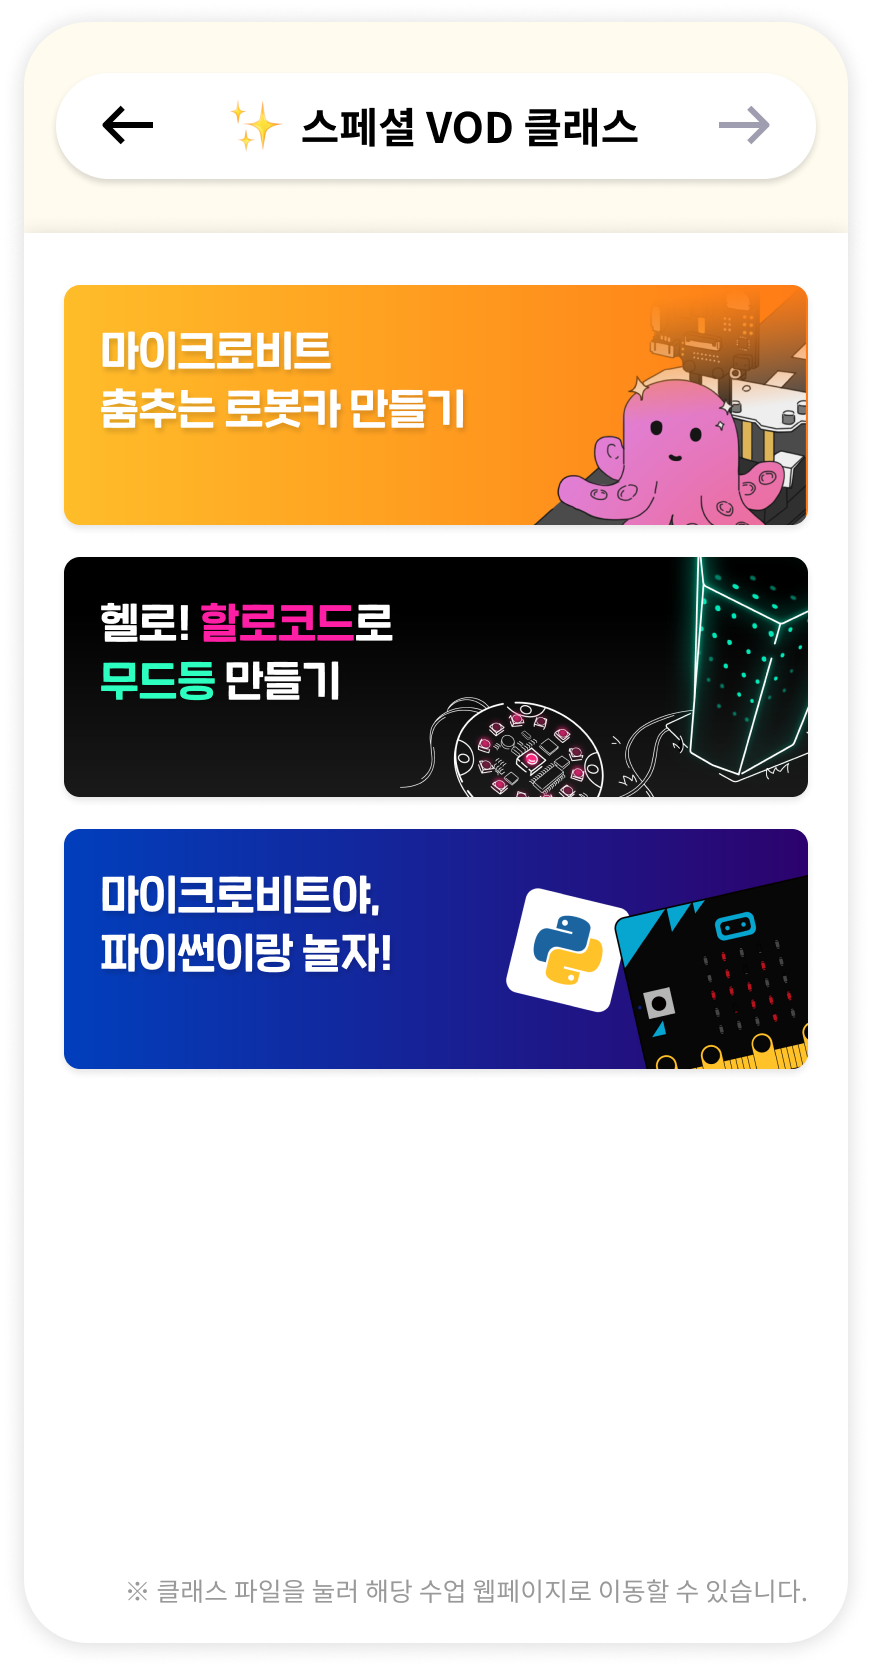 스페셜 VOD 클래스
마이크로비트
춤추는 로봇카 만들기
헬로! 할로코드로
무드등 만들기
마이크로비트야,
파이썬이랑 놀자!
※ 클래스 파일을 눌러 해당 수업 웹페이지로 이동할 수 있습니다.